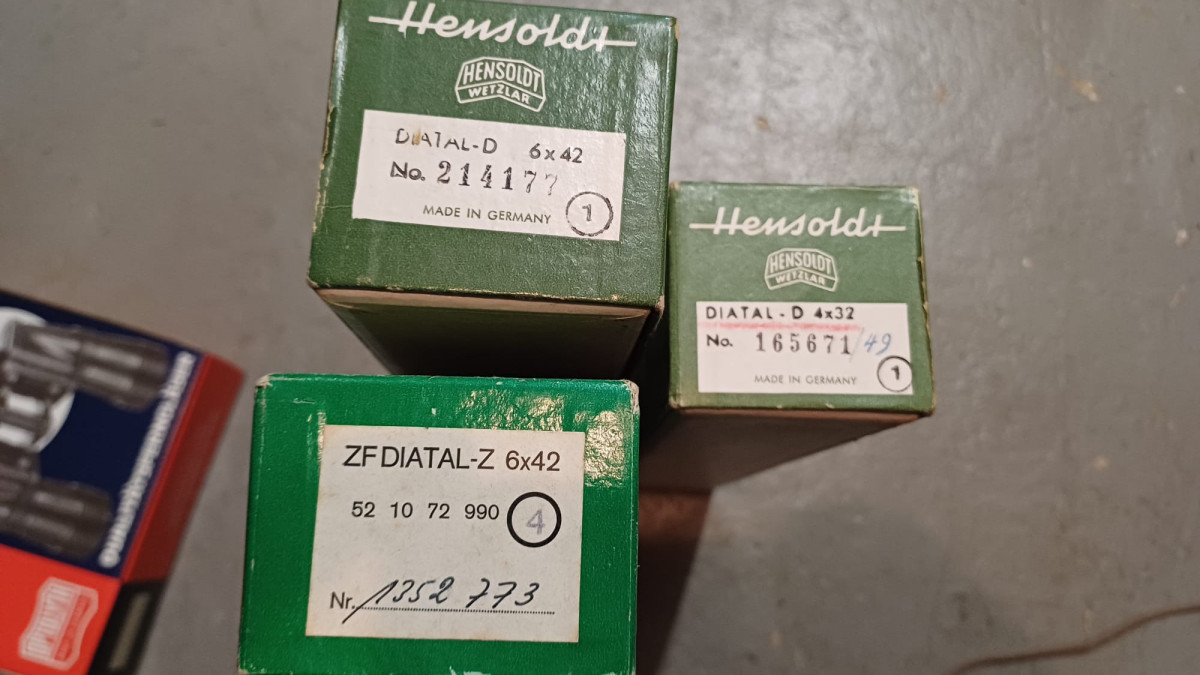 Hensoldt
HENSOLDT
WETZLAR
DIATAL-D 6x42
No. 214177
MADE IN GERMANY 1
Hensoldt
HENSOLDT
WETZLAR
DIATAL-D 4x32
No. 165671/49
MADE IN GERMANY 1
ZF DIATAL-Z 6x42
52 10 72 990 4
Nr. 1352 773